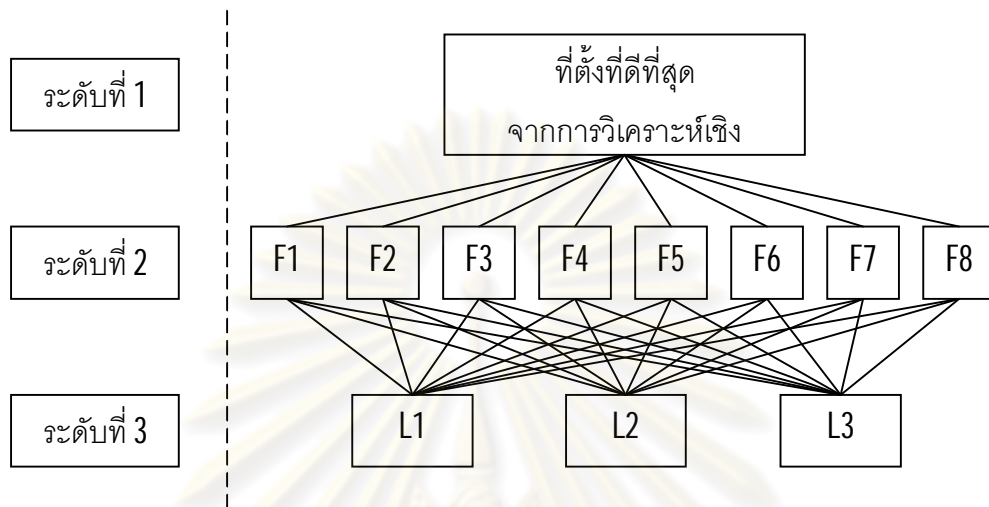 ที่ตั้งที่ดีที่สุด
จากการวิเคราะห์เชิง
ระดับที่ 1
ระดับที่ 2
F1 F2 F3 F4 F5 F6 F7 F8
ระดับที่ 3
L1 L2 L3